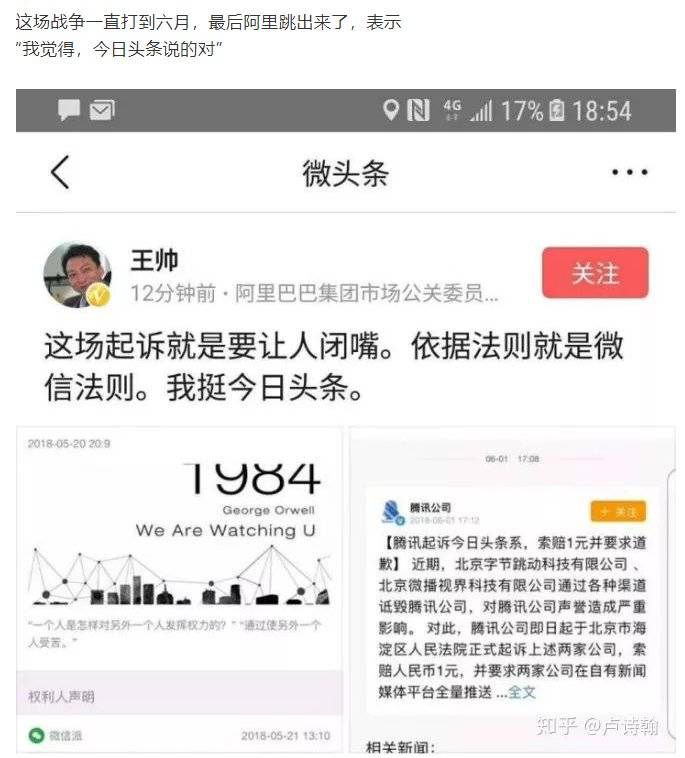 这场战争一直打到六月，最后阿里跳出来了，表示
“我觉得，今日头条说的对”
4G 17% 18:54
微头条
王帅
12分钟前·阿里巴巴集团市场公关委员...
关注
这场起诉就是要让人闭嘴。依据法则就是微
信法则。我挺今日头条。
2018-05-20 20:9
1984
George Orwell
We Are Watching U
“一个人是怎样对另外一个人发挥权力的？” “通过使另外一个
人受苦。”
权利人声明
微信派
2018-05-21 13:10
06-01 17:08
腾讯公司
2018-06-01 17:12
+ 关注
【腾讯起诉今日头条系，索赔1元并要求道
歉】 近期，北京字节跳动科技有限公司、
北京微播视界科技有限公司通过各种渠道
诋毁腾讯公司，对腾讯公司声誉造成严重
影响。 对此，腾讯公司即日起于北京市海
淀区人民法院正式起诉上述两家公司，索
赔人民币1元，并要求两家公司在自有新闻
媒体平台全量推送 ...全文
相关新闻:
知乎 @卢诗翰